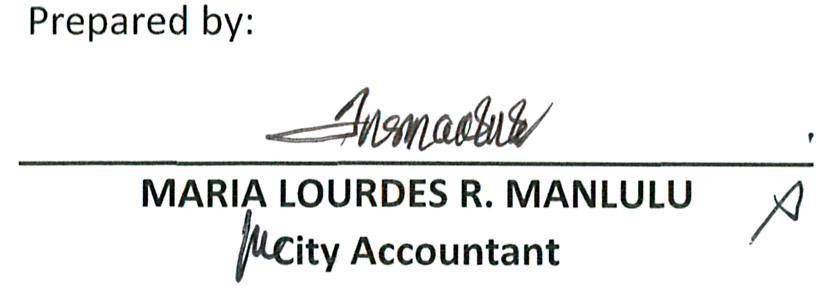 Prepared by:
MARIA LOURDES R. MANLULU
City Accountant